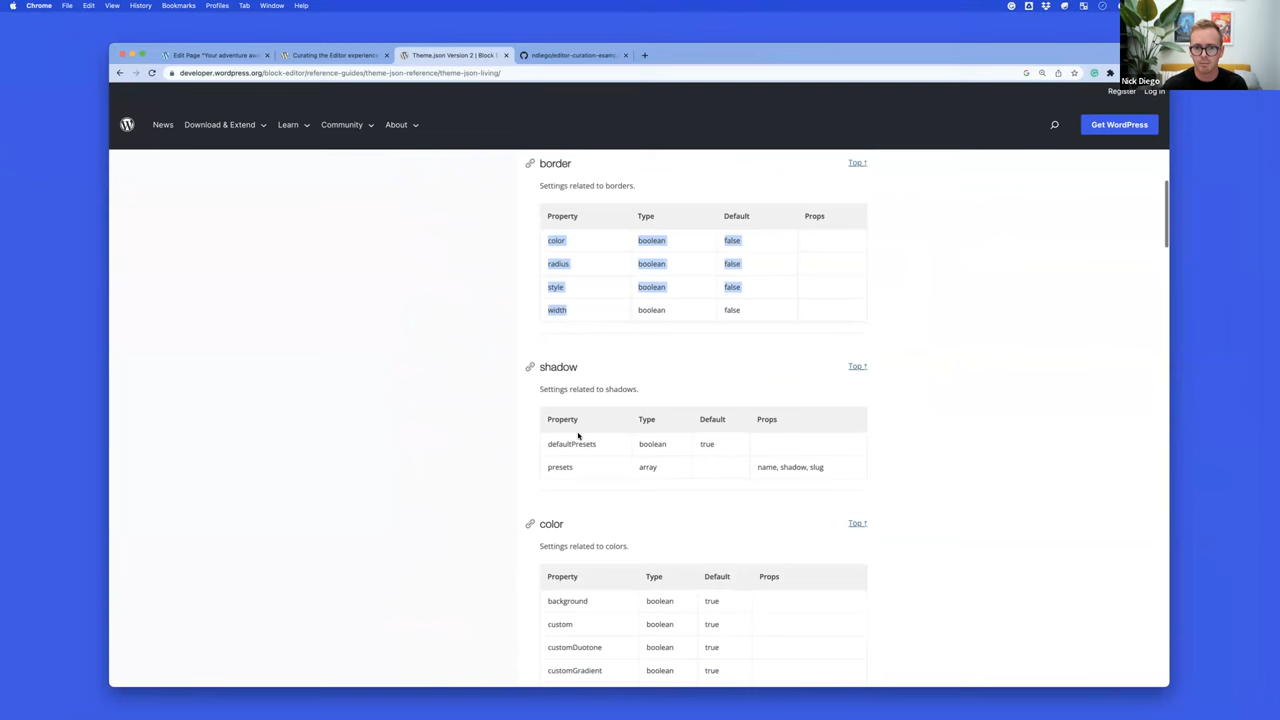 Chrome File Edit View History Bookmarks Profiles Tab Window Help
Edit Page "Your adventure aw
Curating the Editor experience
Theme.json Version 2 | Block
ndiego/editor-curation-exam
developer.wordpress.org/block-editor/reference-guides/theme-json-reference/theme-json-living/
Nick Diego
Register Log In
News Download & Extend Learn Community About
Get WordPress
border Top ↑
Settings related to borders.
Property Type Default Props
color boolean false
radius boolean false
style boolean false
width boolean false
shadow Top ↑
Settings related to shadows.
Property Type Default Props
defaultPresets boolean true
presets array name, shadow, slug
color Top ↑
Settings related to colors.
Property Type Default Props
background boolean true
custom boolean true
customDuotone boolean true
customGradient boolean true